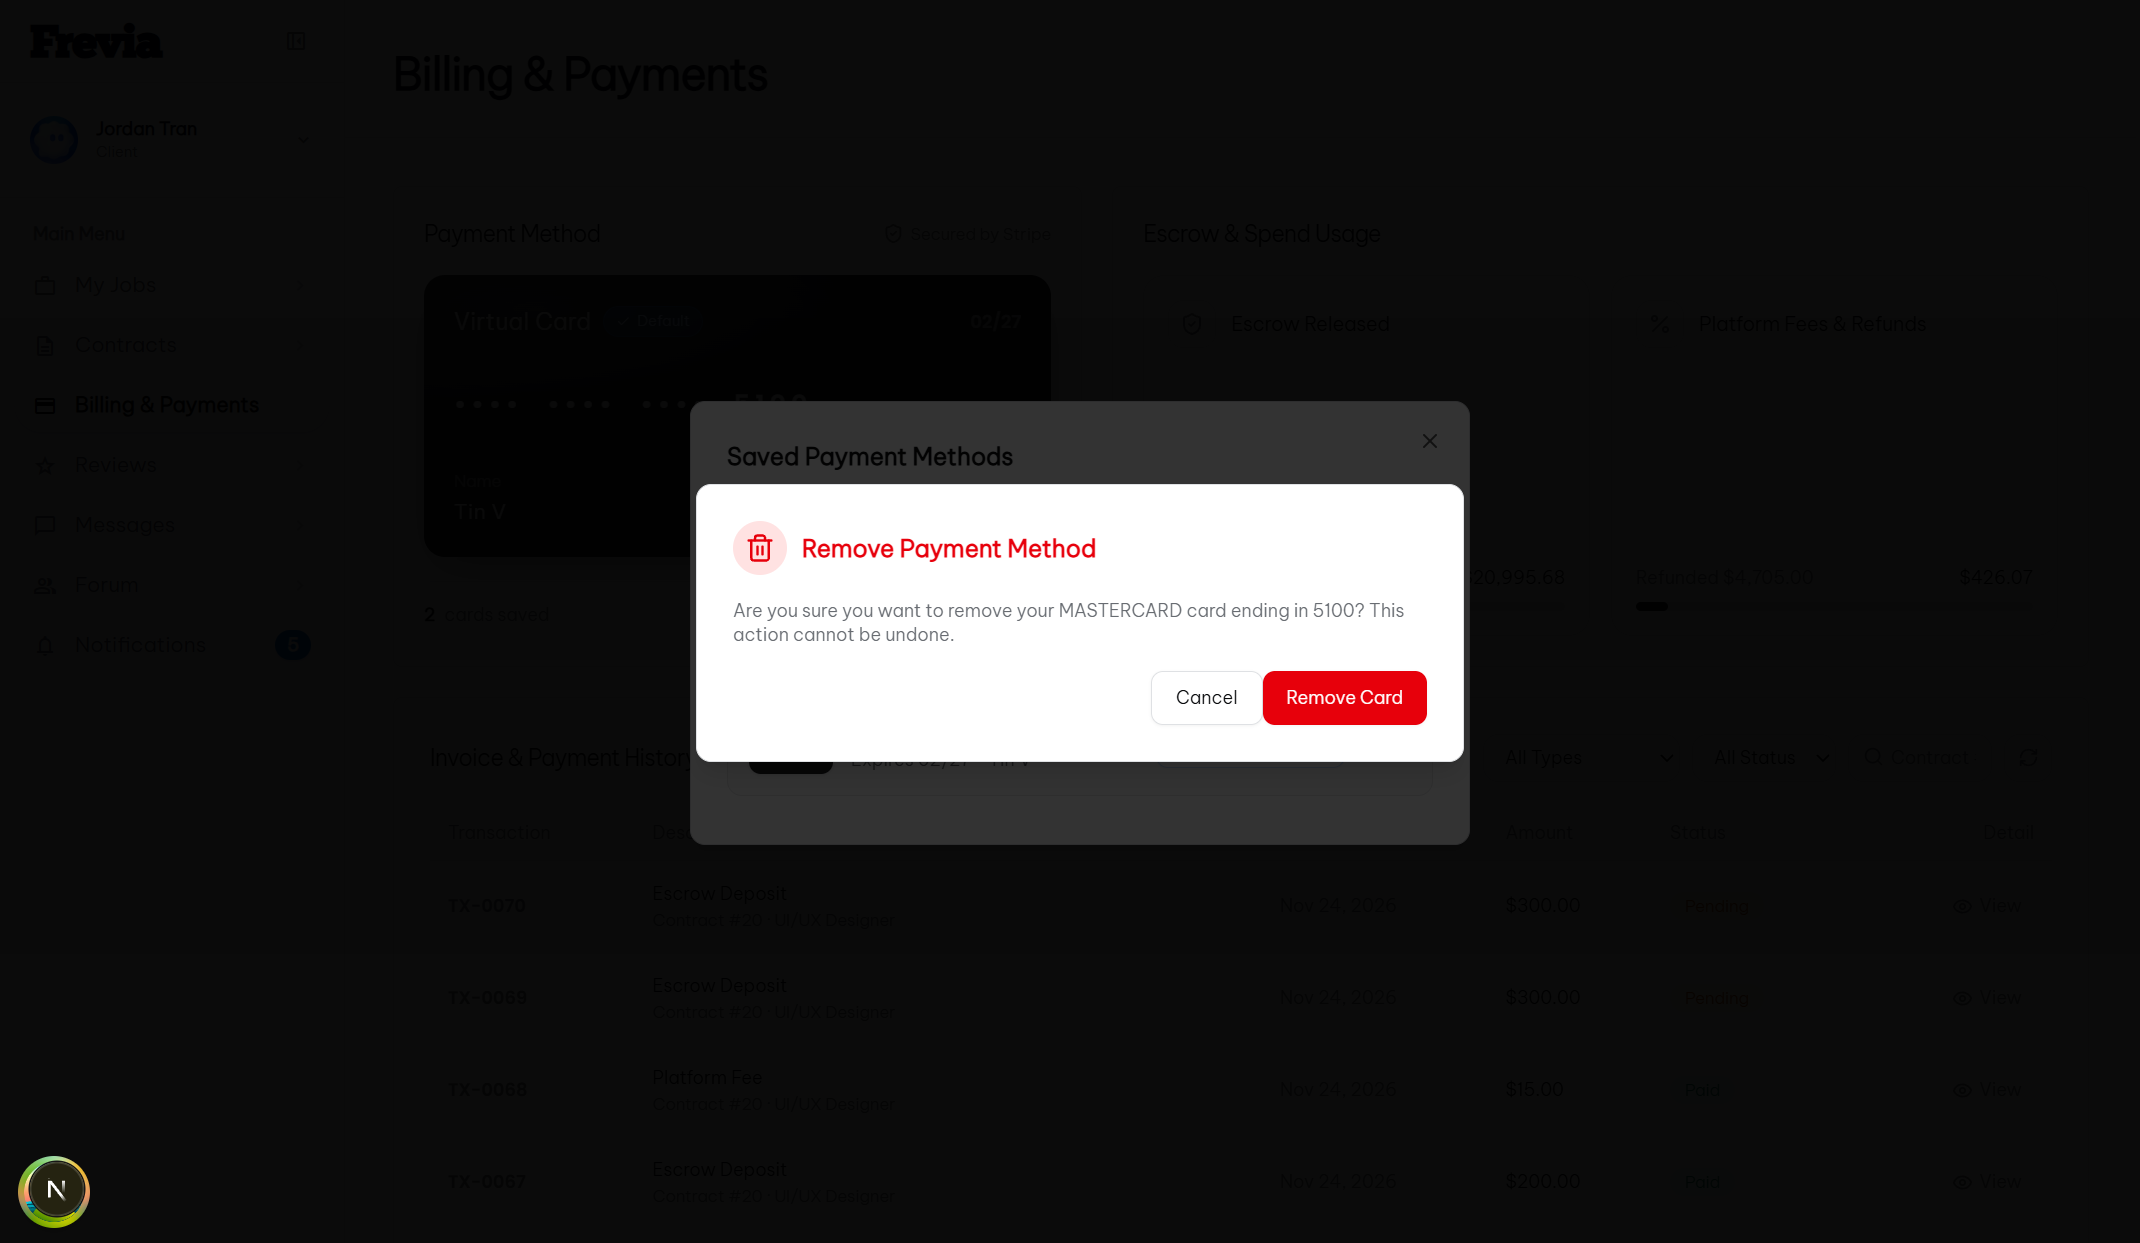 Frevia
Billing & Payments
Jordan Tran
Client
Main Menu
My Jobs
Contracts
Billing & Payments
Reviews
Messages
Forum
Notifications
Payment Method
Secured by Stripe
Virtual Card
Default
02/27
5100
Name
Tin V
2 cards saved
Escrow & Spend Usage
Escrow Released
Platform Fees & Refunds
Refunded $4,705.00
$426.07
Saved Payment Methods
Remove Payment Method
Are you sure you want to remove your MASTERCARD card ending in 5100? This
action cannot be undone.
Cancel
Remove Card
Invoice & Payment History
All Types
All Status
Contract
Transaction
Amount
Status
Detail
TX-0070
Escrow Deposit
Contract #20 · UI/UX Designer
Nov 24, 2026
$300.00
Pending
View
TX-0069
Escrow Deposit
Contract #20 · UI/UX Designer
Nov 24, 2026
$300.00
Pending
View
TX-0068
Platform Fee
Contract #20 · UI/UX Designer
Nov 24, 2026
$15.00
Paid
View
TX-0067
Escrow Deposit
Contract #20 · UI/UX Designer
Nov 24, 2026
$200.00
Paid
View
N